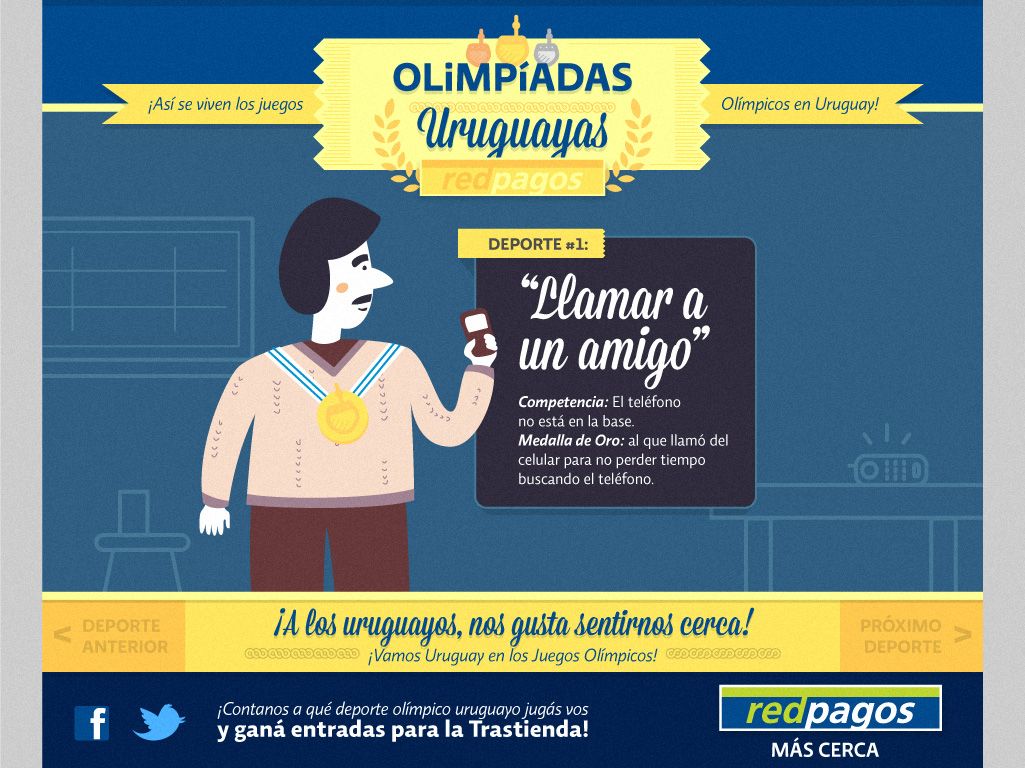 OLiMPíADAS
¡Así se viven los juegos
Olímpicos en Uruguay!
Uruguayas
redpagos
DEPORTE #1:
“Llamar a
un amigo”
Competencia: El teléfono
no está en la base.
Medalla de Oro: al que llamó del
celular para no perder tiempo
buscando el teléfono.
< DEPORTE
ANTERIOR
¡A los uruguayos, nos gusta sentirnos cerca!
¡Vamos Uruguay en los Juegos Olímpicos!
PRÓXIMO >
DEPORTE
f
¡Contanos a qué deporte olímpico uruguayo jugás vos
y ganá entradas para la Trastienda!
redpagos
MÁS CERCA